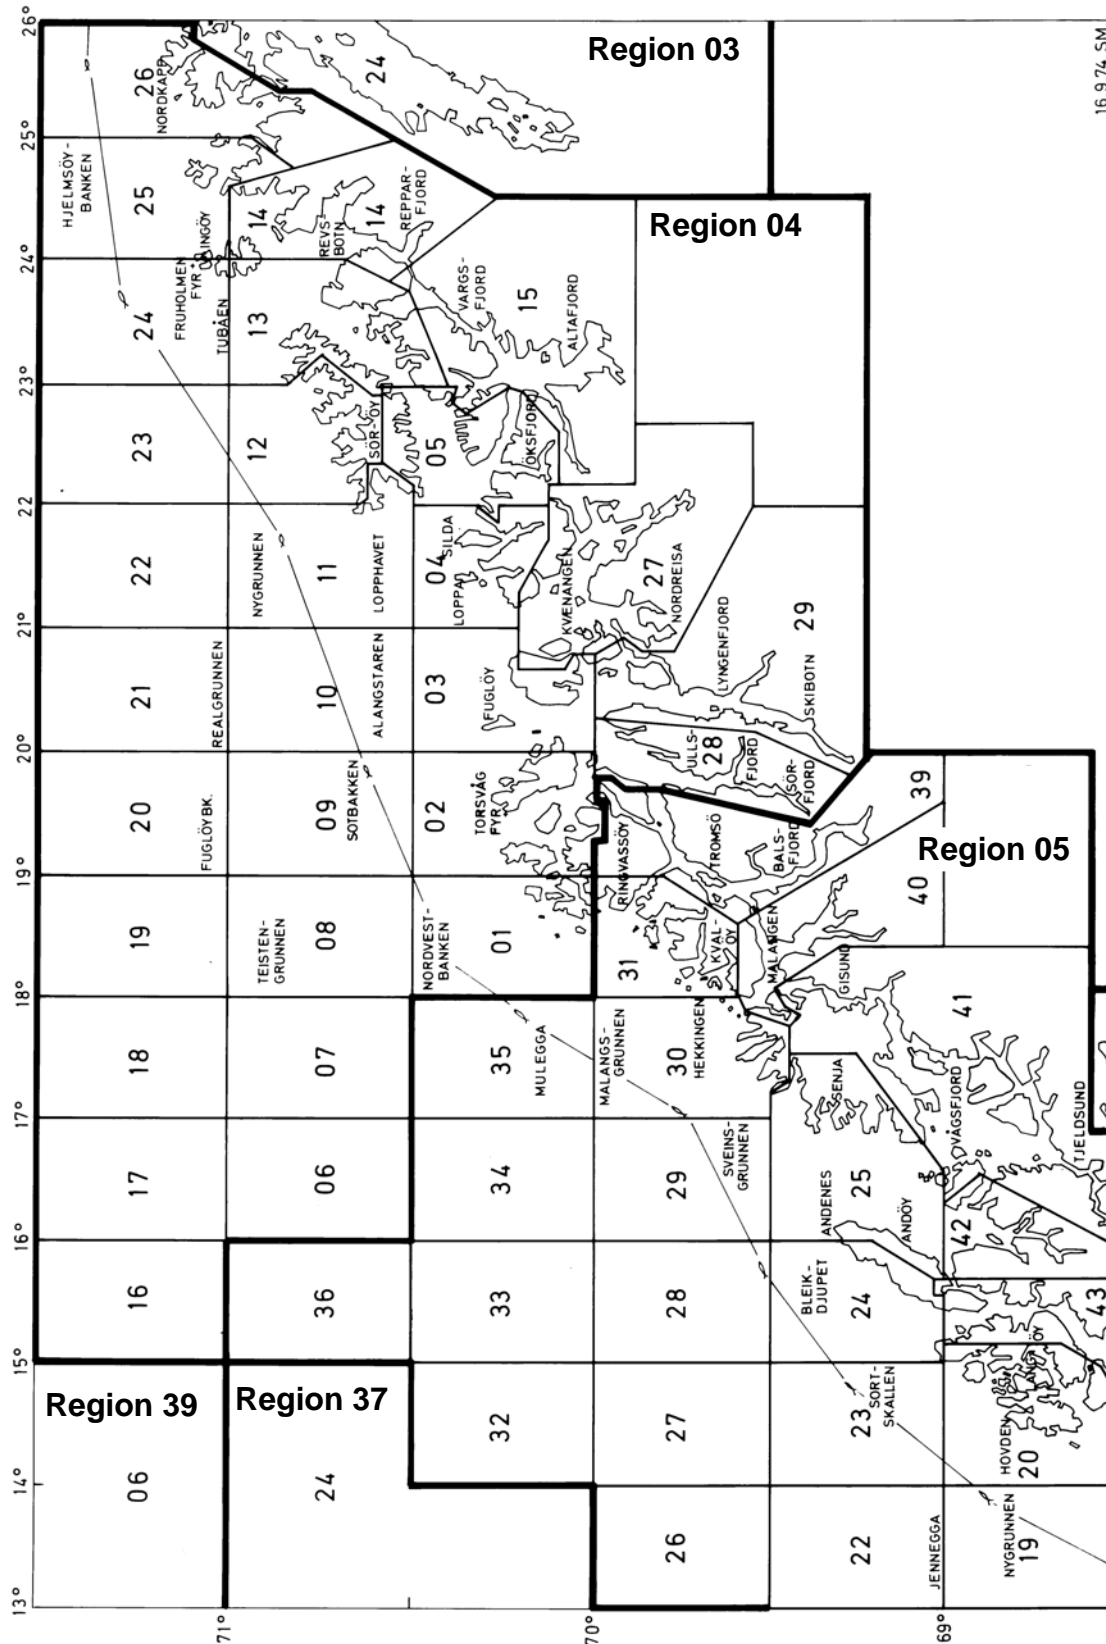 13°
14°
15°
16°
17°
18°
19°
20°
21°
22°
23°
24°
25°
26°
Region 39
06
16
17
18
19
20
21
22
23
24
25
26
HJELMSÖY-
BANKEN
NORDKAPP
FRUHOLMEN
FYR
INGÖY
FUGLÖY BK.
REALGRUNNEN
TUBÅEN
71°
Region 37
24
36
06
07
TEISTEN-
GRUNNEN
08
09
SOTBAKKEN
10
ALANGSTAREN
NYGRUNNEN
11
LOPPHAVET
12
SÖR-ÖY
13
14
REVS-
BOTN
14
REPPAR-
FJORD
24
Region 03
32
33
34
35
MULEGGA
NORDVEST-
BANKEN
01
02
TORSVÅG
FYR
03
FUGLÖY
04
LOPPA
SILDA
05
ÖKSFJORD
VARGS-
FJORD
15
ALTAFJORD
KVÆNANGEN
27
NORDREISA
Region 04
70°
26
27
28
29
SVEINS-
GRUNNEN
MALANGS-
GRUNNEN
30
HEKKINGEN
31
RINGVASSÖY
KVAL-
ÖY
TROMSÖ
BALS-
FJORD
ULLS-
28
FJORD
SÖR-
FJORD
LYNGENFJORD
SKIBOTN
29
MALANGEN
22
23
SORT-
SKALLEN
BLEIK-
DJUPET
24
ANDENES
25
ANDÖY
SENJA
GISUND
40
39
Region 05
69°
JENNEGGA
NYGRUNNEN
19
HOVDEN
20
43
42
VÅGSFJORD
41
TJELDSUND
16.9.74 SM